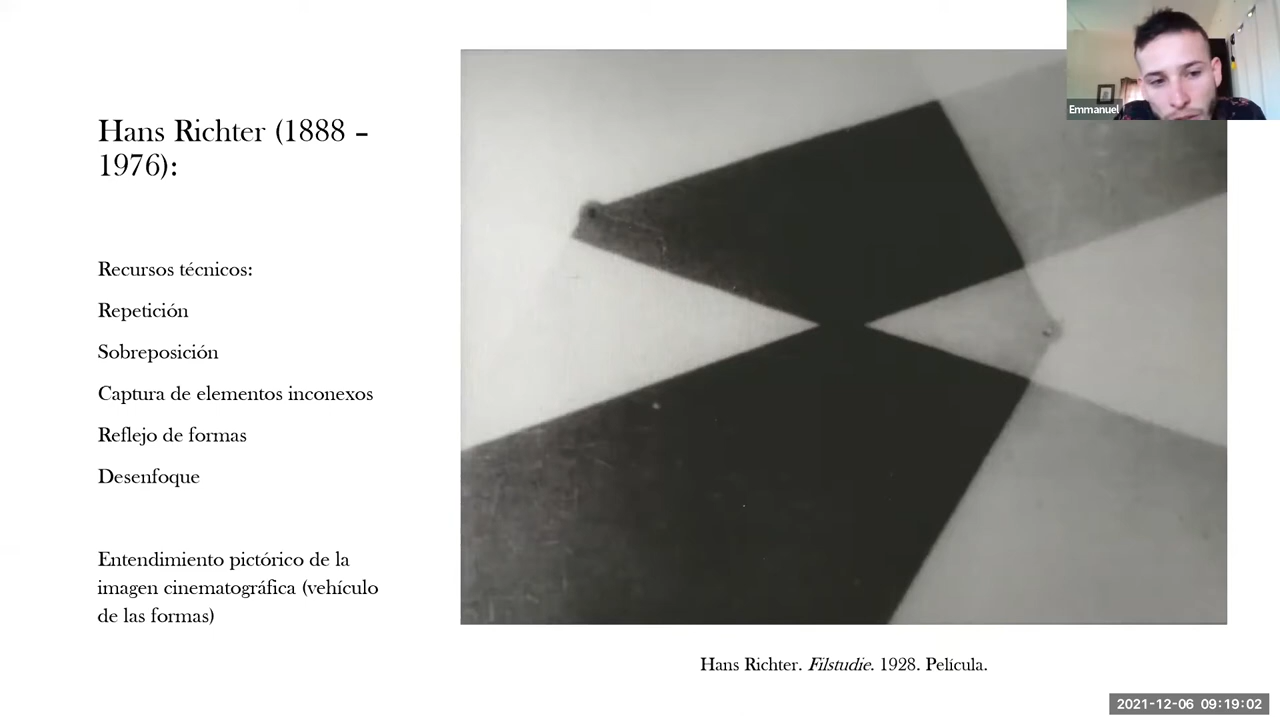 Hans Richter (1888 –
1976):
Recursos técnicos:
Repetición
Sobreposición
Captura de elementos inconexos
Reflejo de formas
Desenfoque
Entendimiento pictórico de la
imagen cinematográfica (vehículo
de las formas)
Hans Richter. Filstudie. 1928. Película.
Emmanuel
2021-12-06 09:19:02